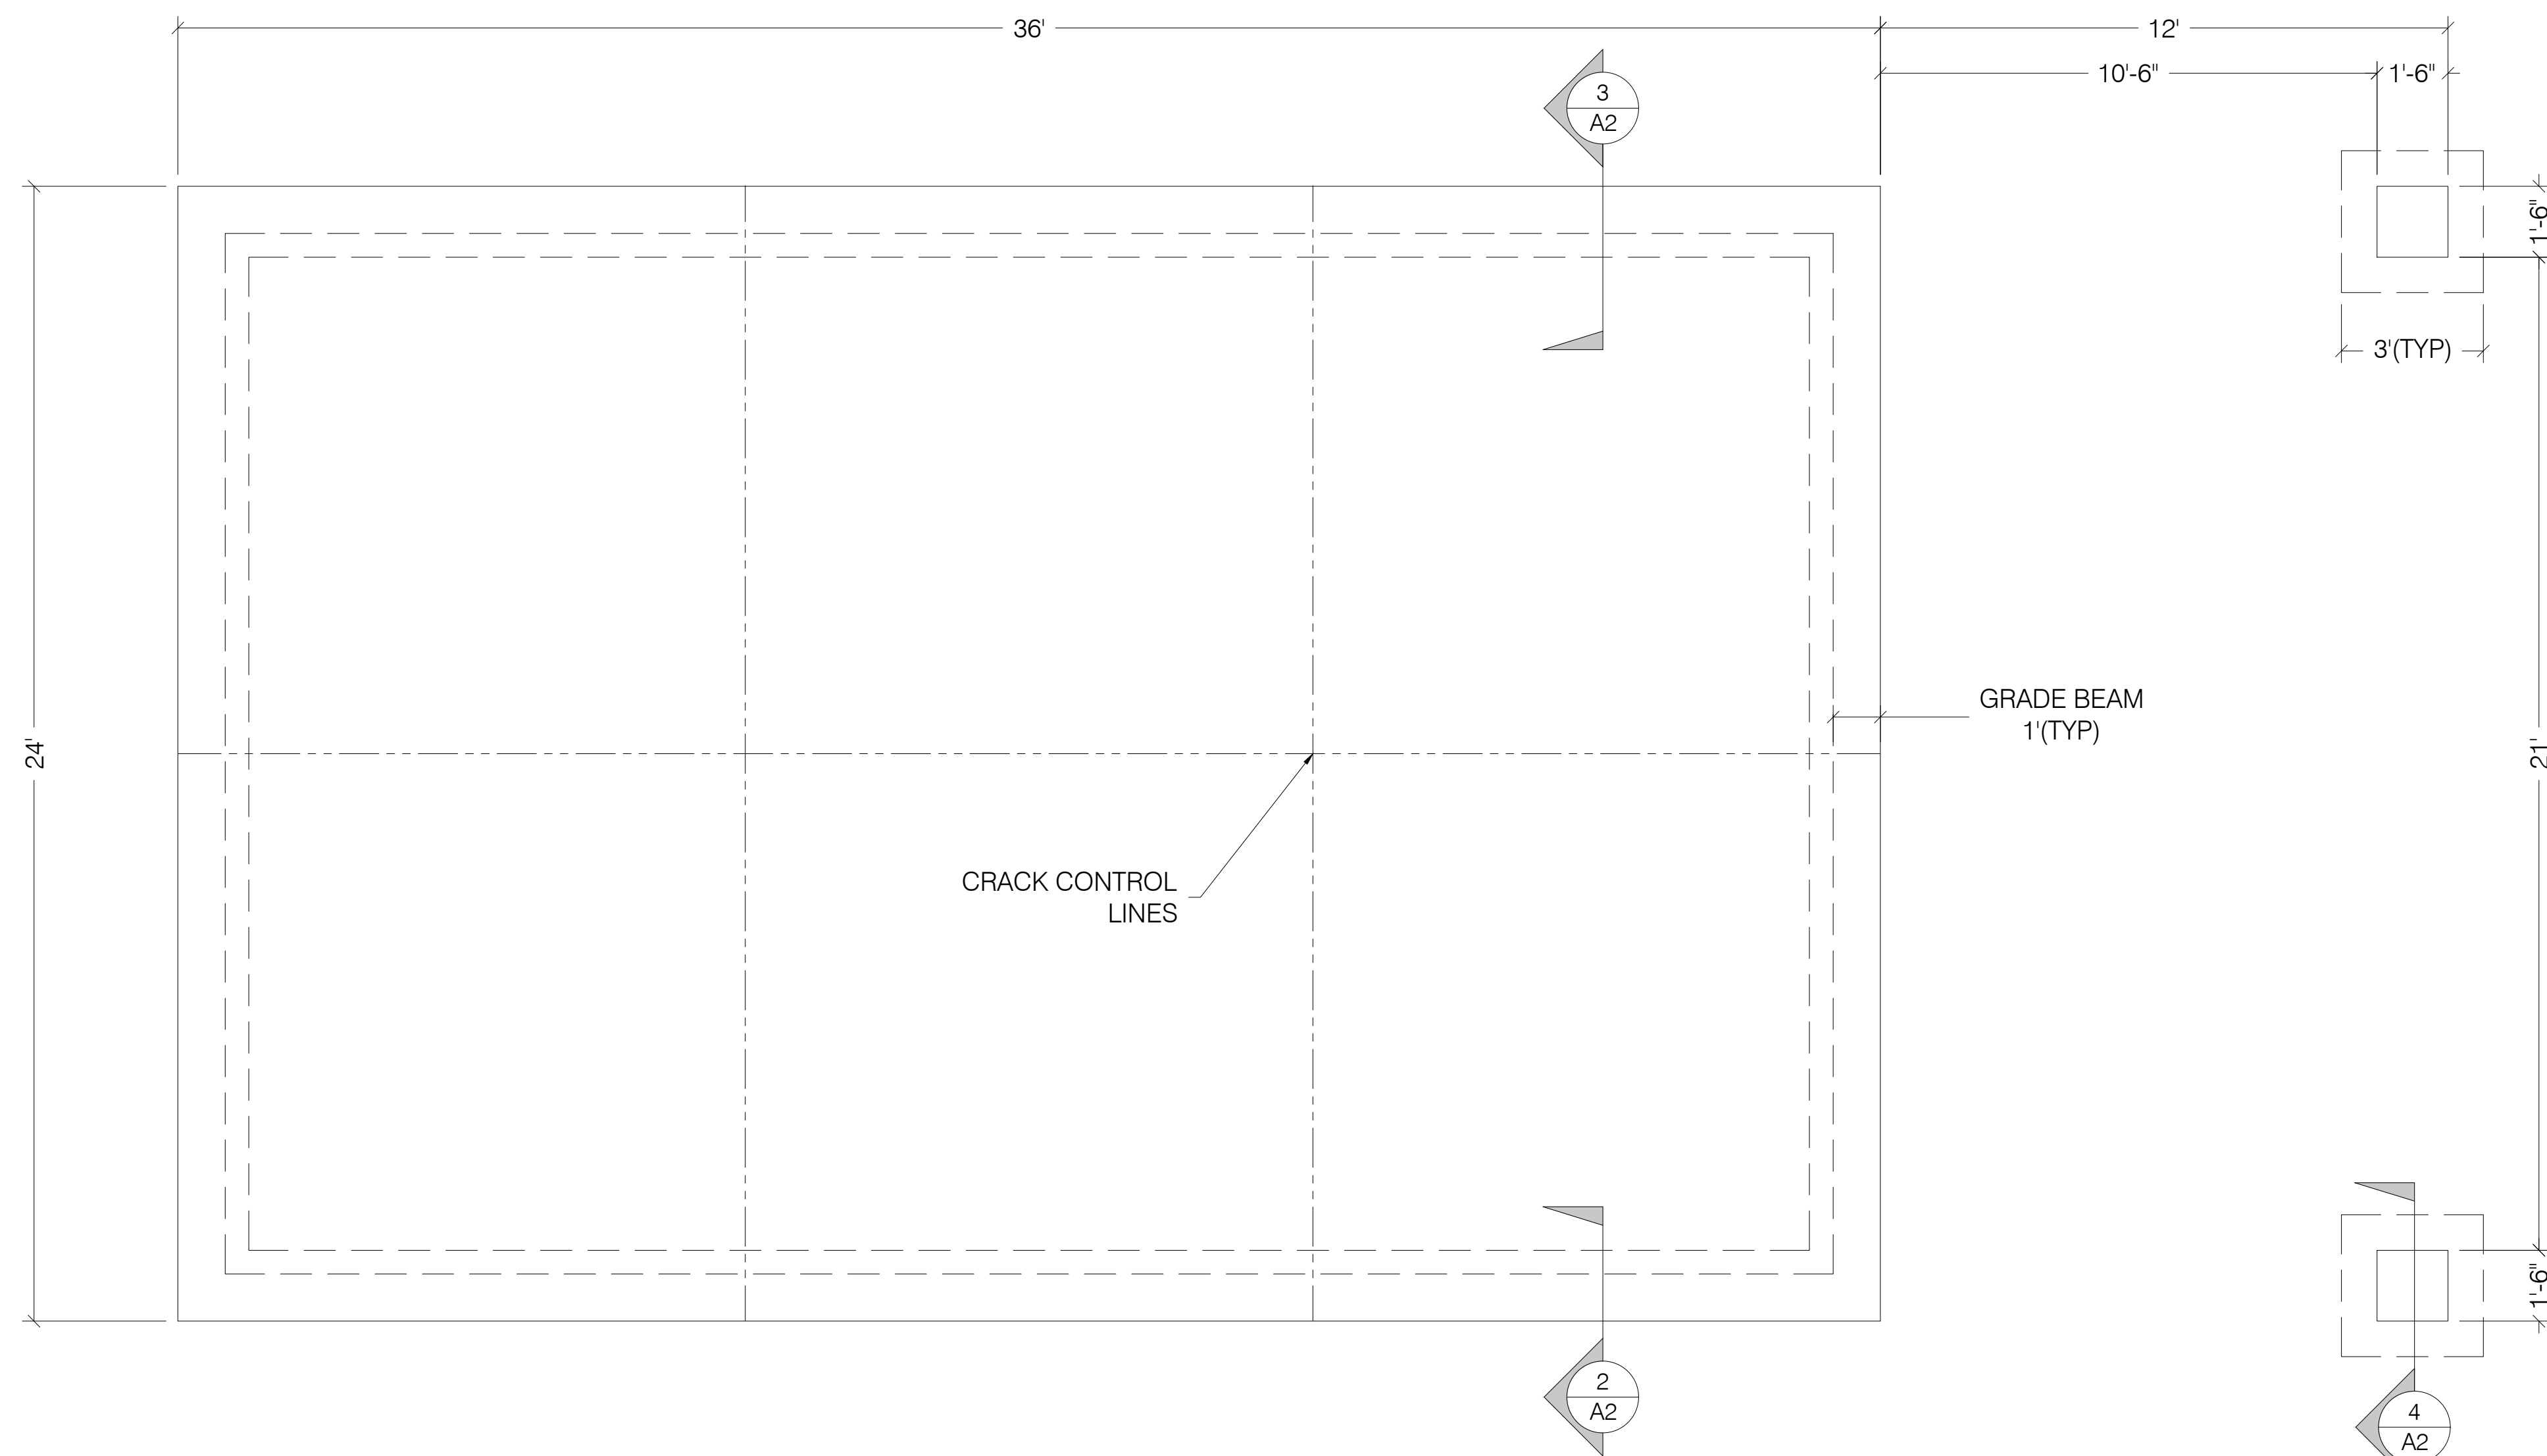 36'
12'
10'-6"
1'-6"
3
A2
1'-6"
3'(TYP)
GRADE BEAM
1'(TYP)
24'
21'
CRACK CONTROL
LINES
1'-6"
2
A2
4
A2